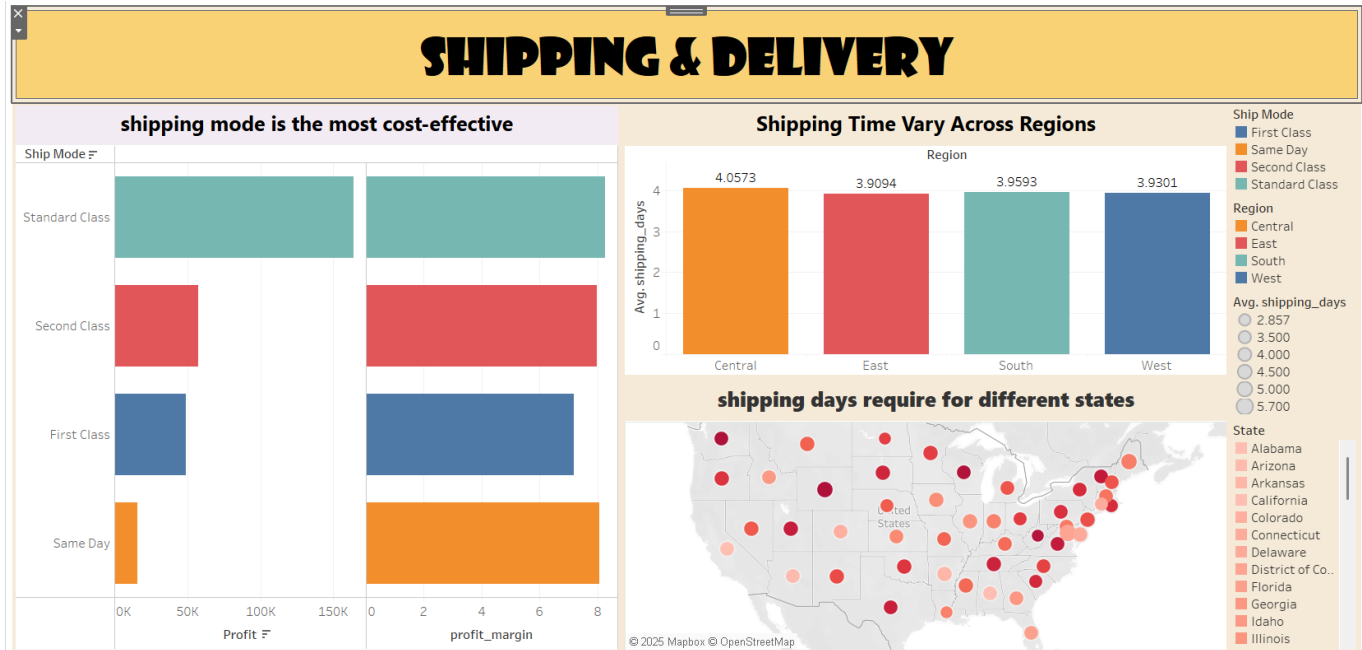 SHIPPING & DELIVERY
shipping mode is the most cost-effective
Ship Mode
Standard Class
Second Class
First Class
Same Day
0K 50K 100K 150K
Profit
0 2 4 6 8
profit_margin
Shipping Time Vary Across Regions
Region
Avg. shipping_days
4
3
2
1
0
4.0573 3.9094 3.9593 3.9301
Central East South West
shipping days require for different states
United
States
© 2025 Mapbox © OpenStreetMap
Ship Mode
First Class
Same Day
Second Class
Standard Class
Region
Central
East
South
West
Avg. shipping_days
2.857
3.500
4.000
4.500
5.000
5.700
State
Alabama
Arizona
Arkansas
California
Colorado
Connecticut
Delaware
District of Co..
Florida
Georgia
Idaho
Illinois